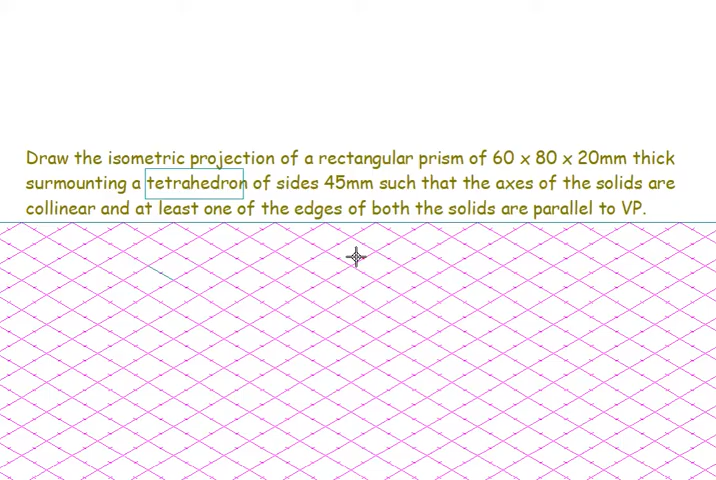 Draw the isometric projection of a rectangular prism of 60 x 80 x 20mm thick
surmounting a tetrahedron of sides 45mm such that the axes of the solids are
collinear and at least one of the edges of both the solids are parallel to VP.